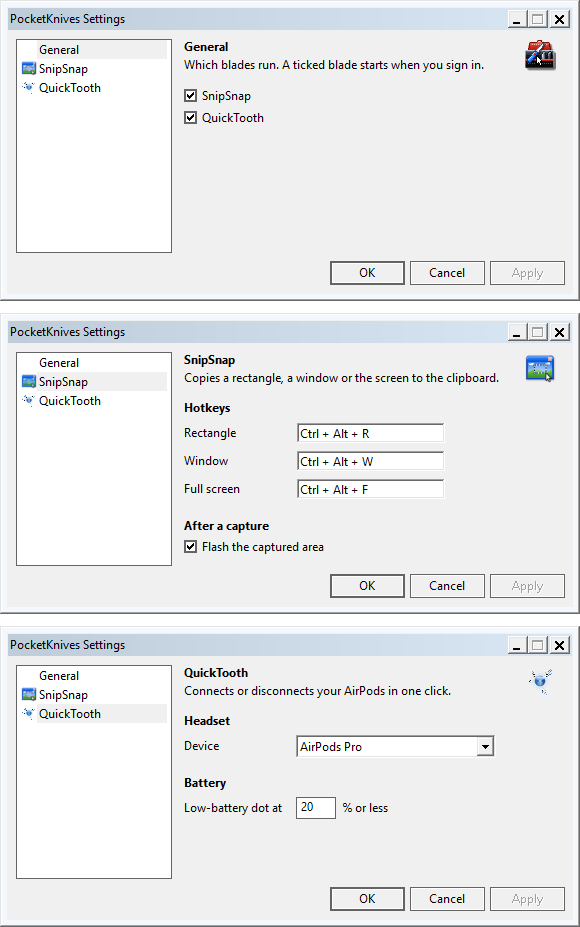 PocketKnives Settings
General
SnipSnap
QuickTooth
General
Which blades run. A ticked blade starts when you sign in.
SnipSnap
QuickTooth
OK Cancel Apply
PocketKnives Settings
General
SnipSnap
QuickTooth
SnipSnap
Copies a rectangle, a window or the screen to the clipboard.
Hotkeys
Rectangle Ctrl + Alt + R
Window Ctrl + Alt + W
Full screen Ctrl + Alt + F
After a capture
Flash the captured area
OK Cancel Apply
PocketKnives Settings
General
SnipSnap
QuickTooth
QuickTooth
Connects or disconnects your AirPods in one click.
Headset
Device AirPods Pro
Battery
Low-battery dot at 20 % or less
OK Cancel Apply